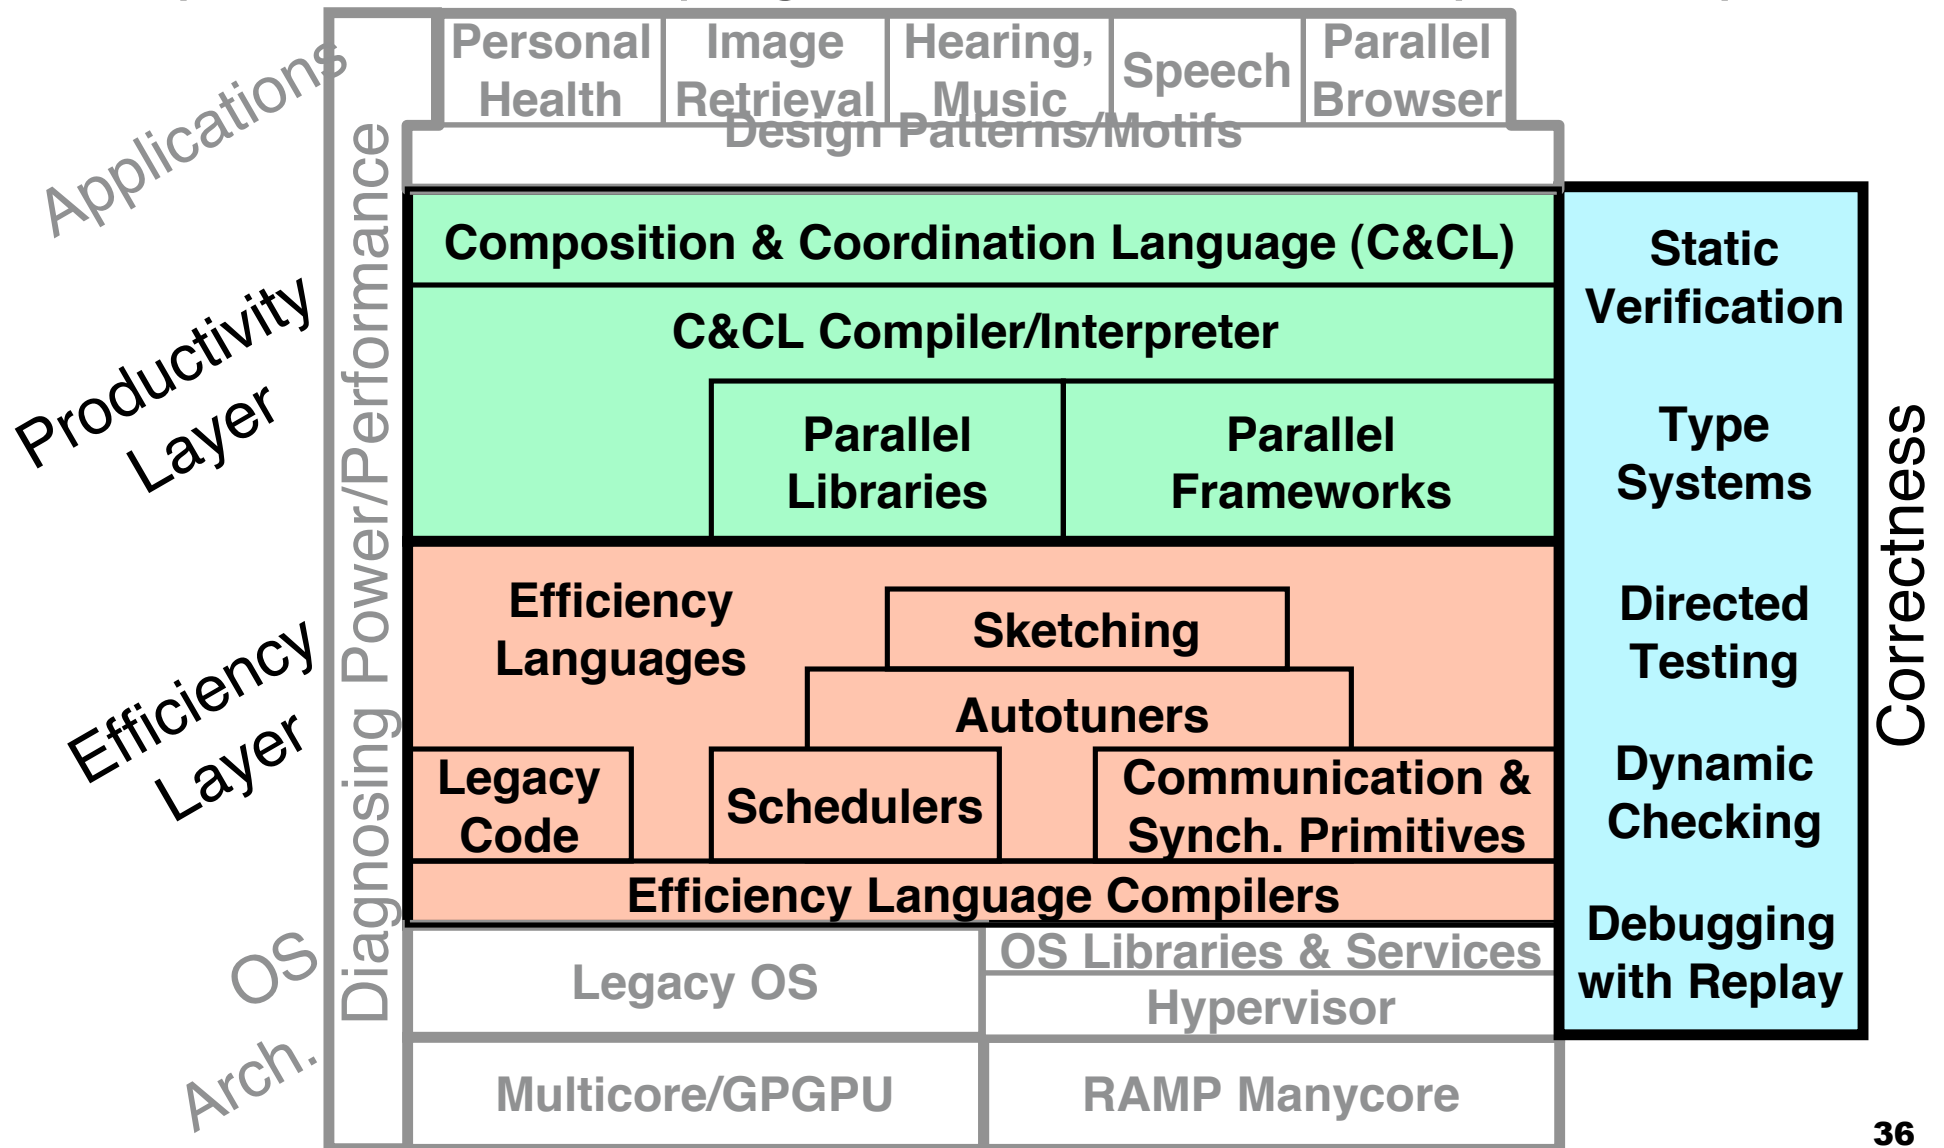 Personal
Health
Image
Retrieval
Hearing,
Music
Speech
Parallel
Browser
Design Patterns/Motifs
Applications
Diagnosing Power/Performance
Composition & Coordination Language (C&CL)
C&CL Compiler/Interpreter
Parallel
Libraries
Parallel
Frameworks
Productivity
Layer
Efficiency
Languages
Sketching
Autotuners
Legacy
Code
Schedulers
Communication &
Synch. Primitives
Efficiency Language Compilers
Efficiency
Layer
Static
Verification
Type
Systems
Directed
Testing
Dynamic
Checking
Debugging
with Replay
Correctness
OS
Legacy OS
OS Libraries & Services
Hypervisor
Arch.
Multicore/GPGPU
RAMP Manycore
36